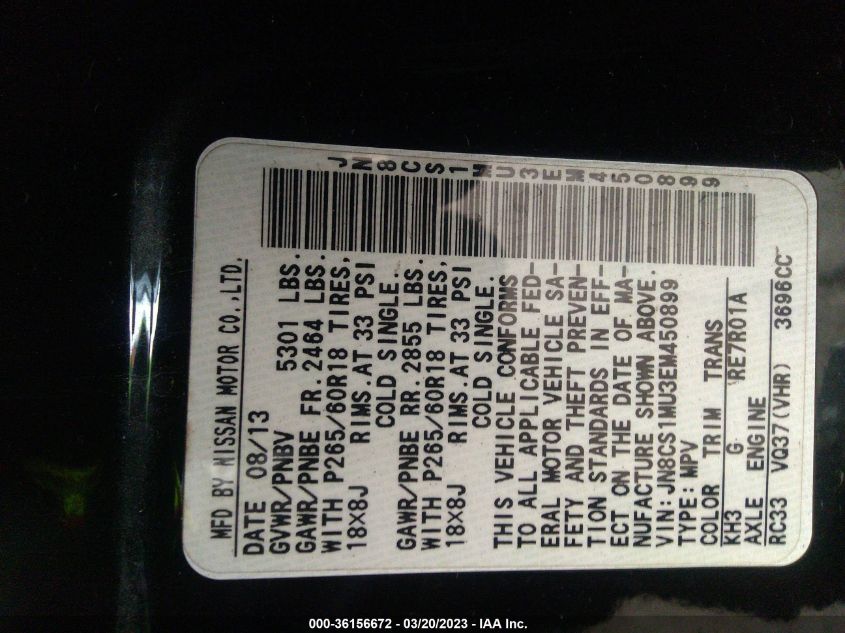 JN8CS1MU3EM450899
MFD BY NISSAN MOTOR CO.,LTD.
DATE 08/13
GVWR/PNBV 5301 LBS.
GAWR/PNBE FR. 2464 LBS.
WITH P265/60R18 TIRES,
18X8J RIMS.AT 33 PSI
COLD SINGLE.
GAWR/PNBE RR. 2855 LBS.
WITH P265/60R18 TIRES,
18X8J RIMS.AT 33 PSI
COLD SINGLE.
THIS VEHICLE CONFORMS
TO ALL APPLICABLE FED-
ERAL MOTOR VEHICLE SA-
FETY AND THEFT PREVEN-
TION STANDARDS IN EFF-
ECT ON THE DATE OF MA-
NUFACTURE SHOWN ABOVE.
VIN:JN8CS1MU3EM450899
TYPE:MPV
COLOR TRIM TRANS
KH3 G RE7R01A
AXLE ENGINE
RC33 VQ37(VHR) 3696CC
000-36156672 - 03/20/2023 - IAA Inc.